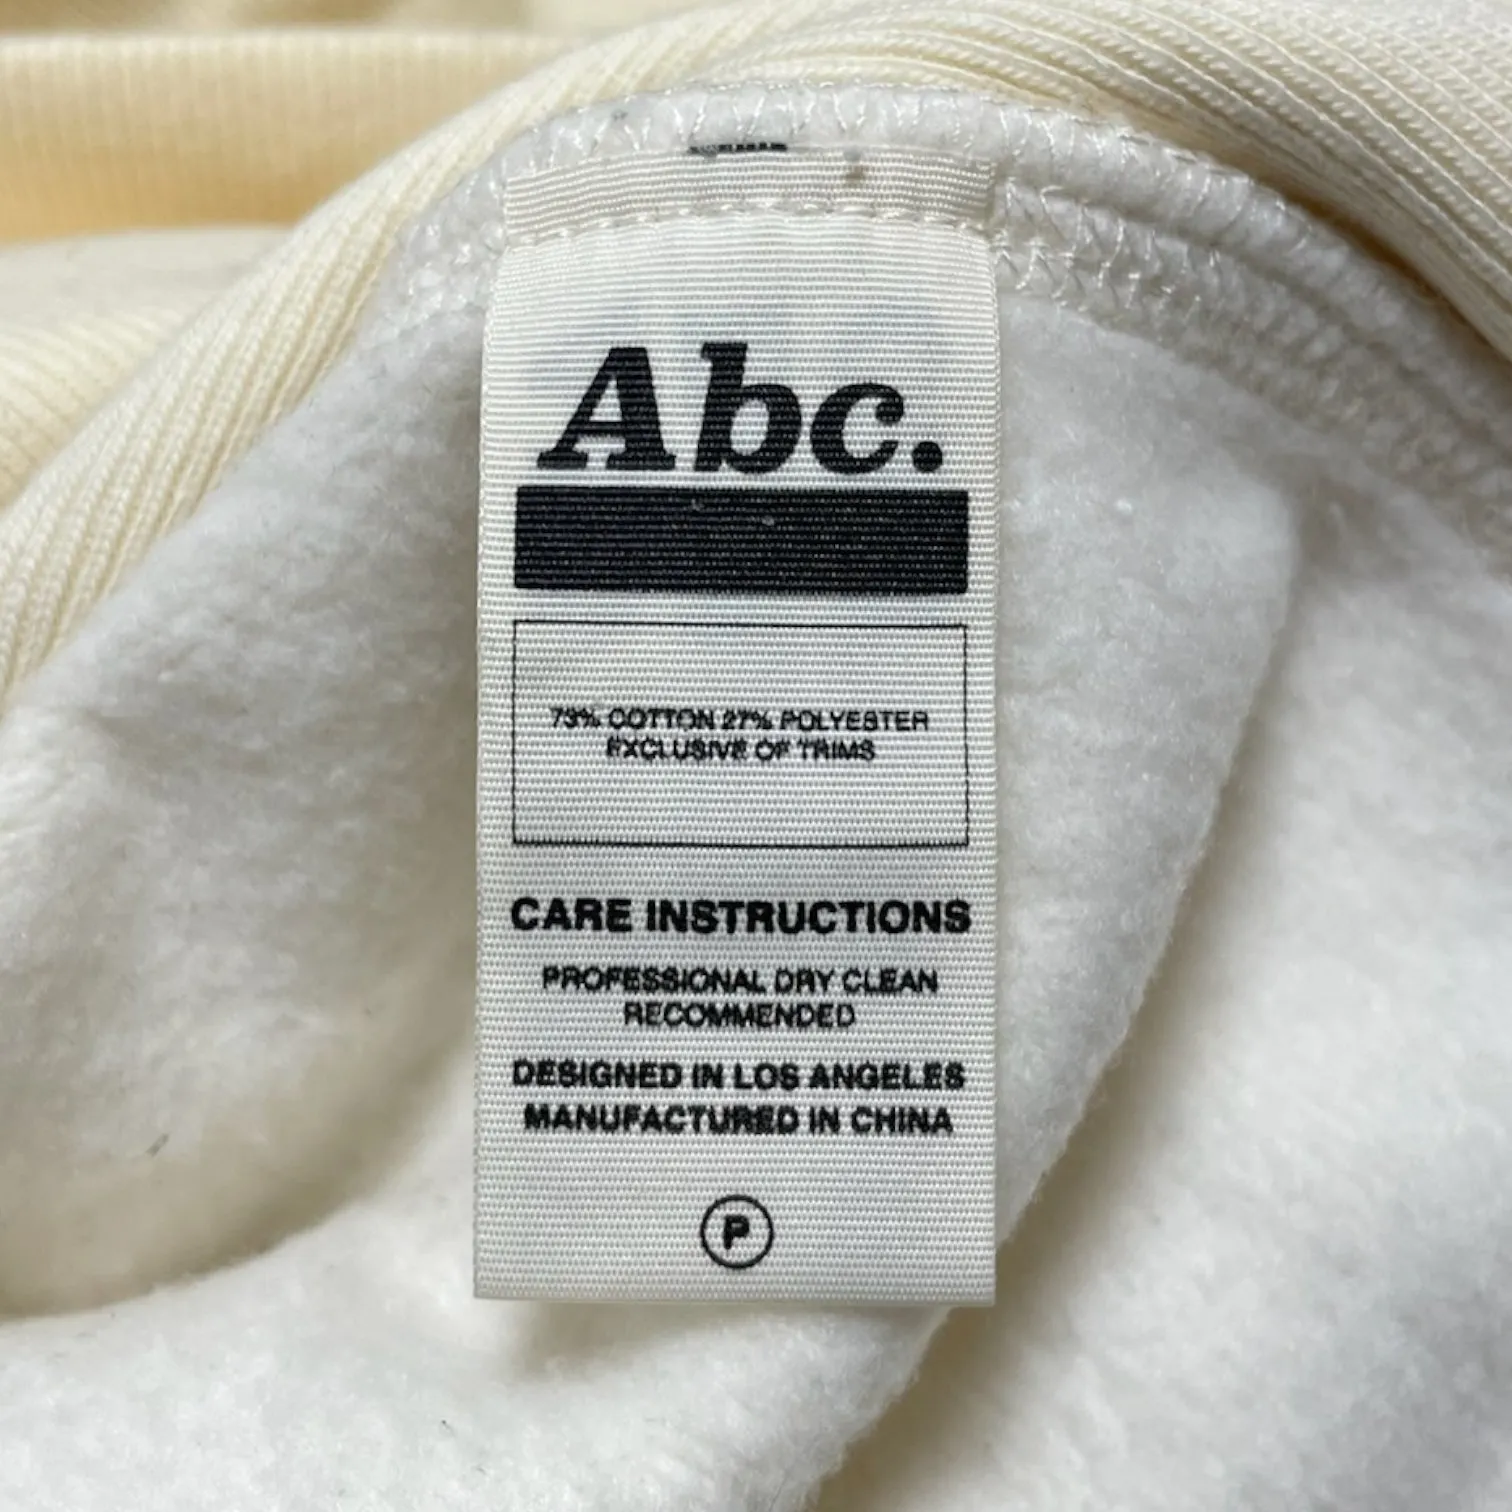 Abc.
73% COTTON 27% POLYESTER
EXCLUSIVE OF TRIMS
CARE INSTRUCTIONS
PROFESSIONAL DRY CLEAN
RECOMMENDED
DESIGNED IN LOS ANGELES
MANUFACTURED IN CHINA
P